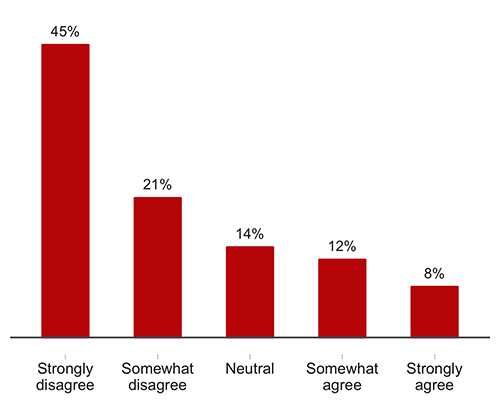 45%
21%
14%
12%
8%
Strongly
disagree
Somewhat
disagree
Neutral
Somewhat
agree
Strongly
agree